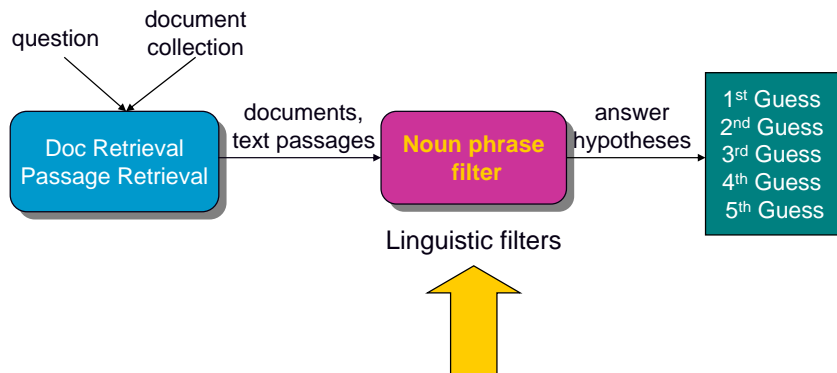 question
document
collection
Doc Retrieval
Passage Retrieval
documents,
text passages
Noun phrase
filter
Linguistic filters
answer
hypotheses
1st Guess
2nd Guess
3rd Guess
4th Guess
5th Guess